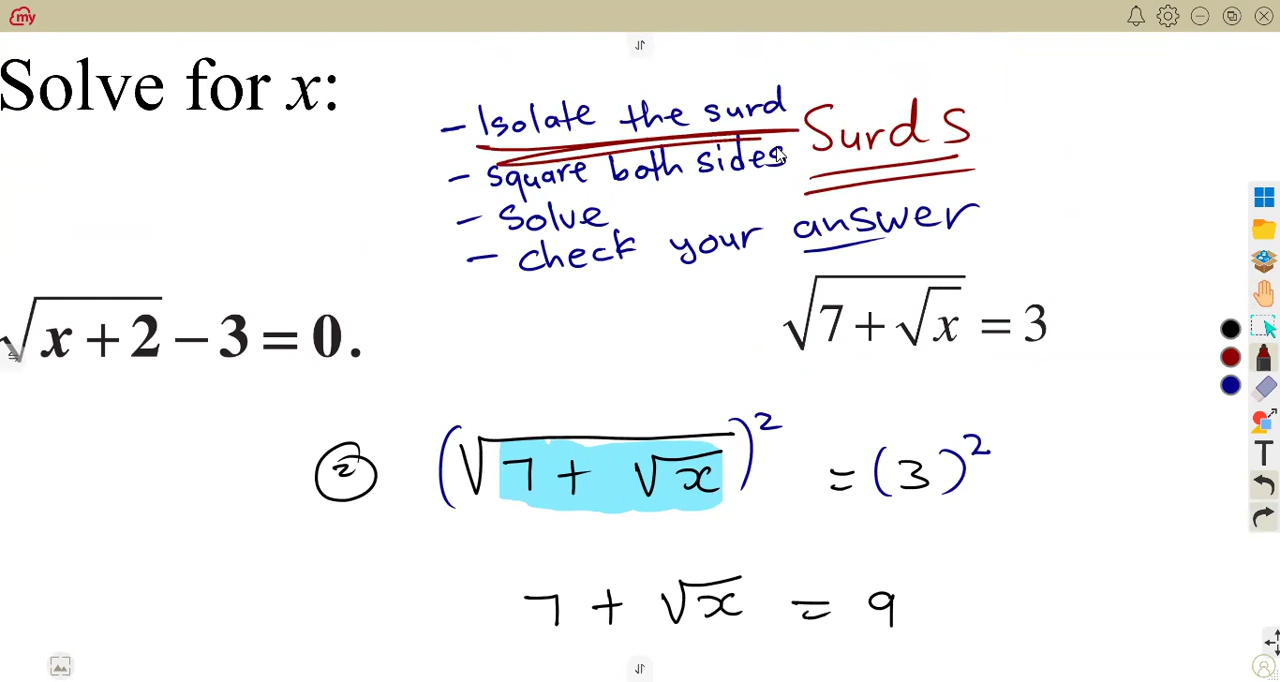 my
Solve for x:
- Isolate the surd
Surds
- square both sides
- Solve
- check your answer
√(x + 2) − 3 = 0.
√(7 + √x) = 3
② (√(7 + √x))² = (3)²
7 + √x = 9
T